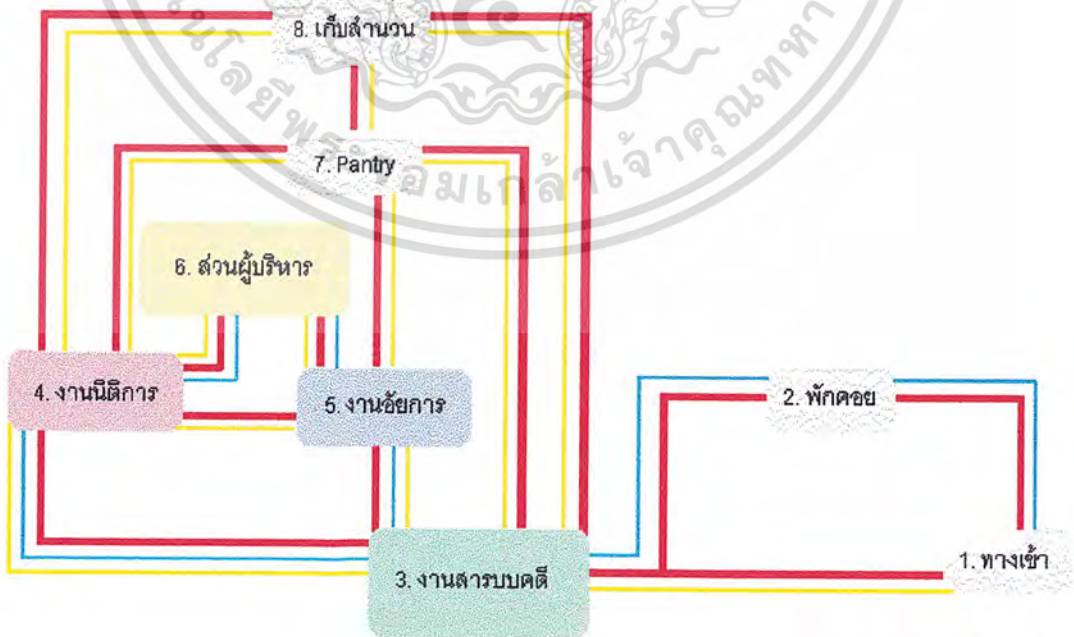 8. เก็บสำนวน
7. Pantry
6. ส่วนผู้บริหาร
4. งานนิติการ
5. งานอัยการ
2. พักคอย
3. งานสารบบคดี
1. ทางเข้า